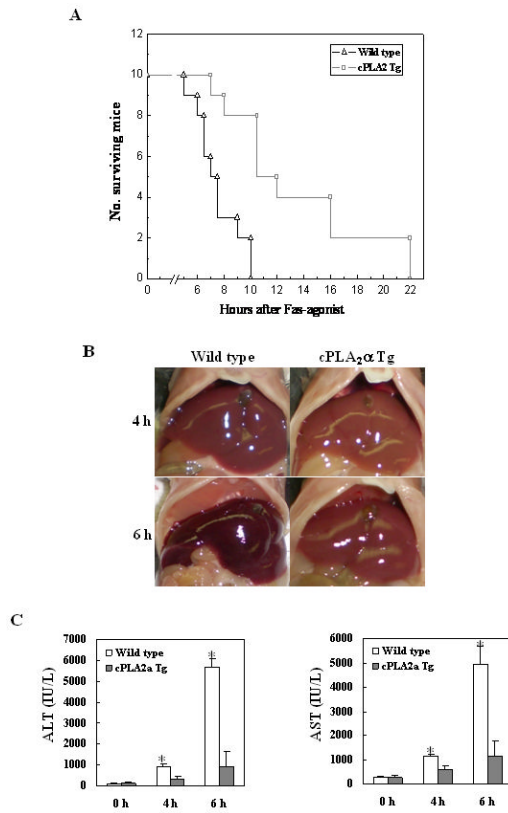 A
Wild type
cPLA2 Tg
No. surviving mice
12
10
8
6
4
2
0
0 6 8 10 12 14 16 18 20 22
Hours after Fas-agonist
B
Wild type cPLA₂α Tg
4 h
6 h
C
ALT (IU/L)
7000
6000
5000
4000
3000
2000
1000
0
Wild type
cPLA2a Tg
*
*
0 h 4 h 6 h
AST (IU/L)
6000
5000
4000
3000
2000
1000
0
Wild type
cPLA2a Tg
*
*
0 h 4 h 6 h